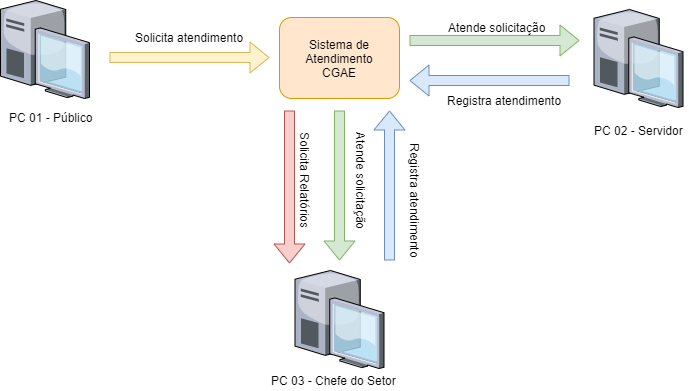 Solicita atendimento
Sistema de
Atendimento
CGAE
Atende solicitação
Registra atendimento
PC 01 - Público
PC 02 - Servidor
Solicita Relatórios
Atende solicitação
Registra atendimento
PC 03 - Chefe do Setor